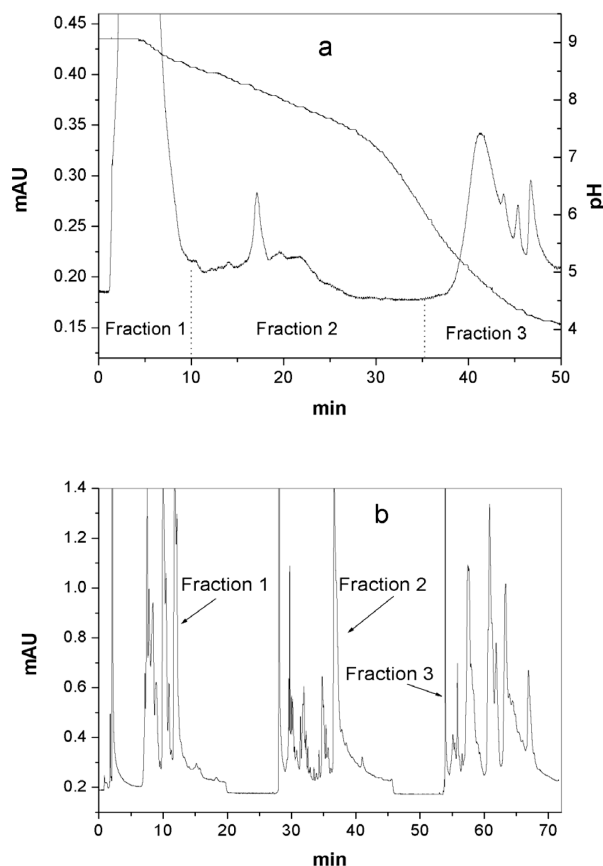 a
0.45
0.40
0.35
0.30
0.25
0.20
0.15
mAU
9
8
7
6
5
4
pH
Fraction 1
Fraction 2
Fraction 3
0 10 20 30 40 50
min
b
1.4
1.2
1.0
0.8
0.6
0.4
0.2
mAU
Fraction 1
Fraction 2
Fraction 3
0 10 20 30 40 50 60 70
min